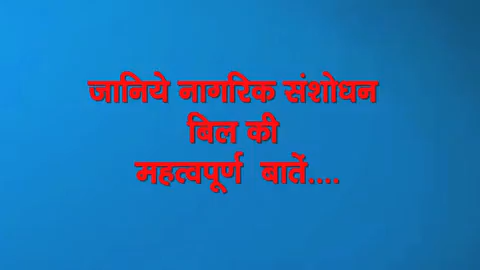 जानिये नागरिक संशोधन
बिल की
महत्वपूर्ण बातें....